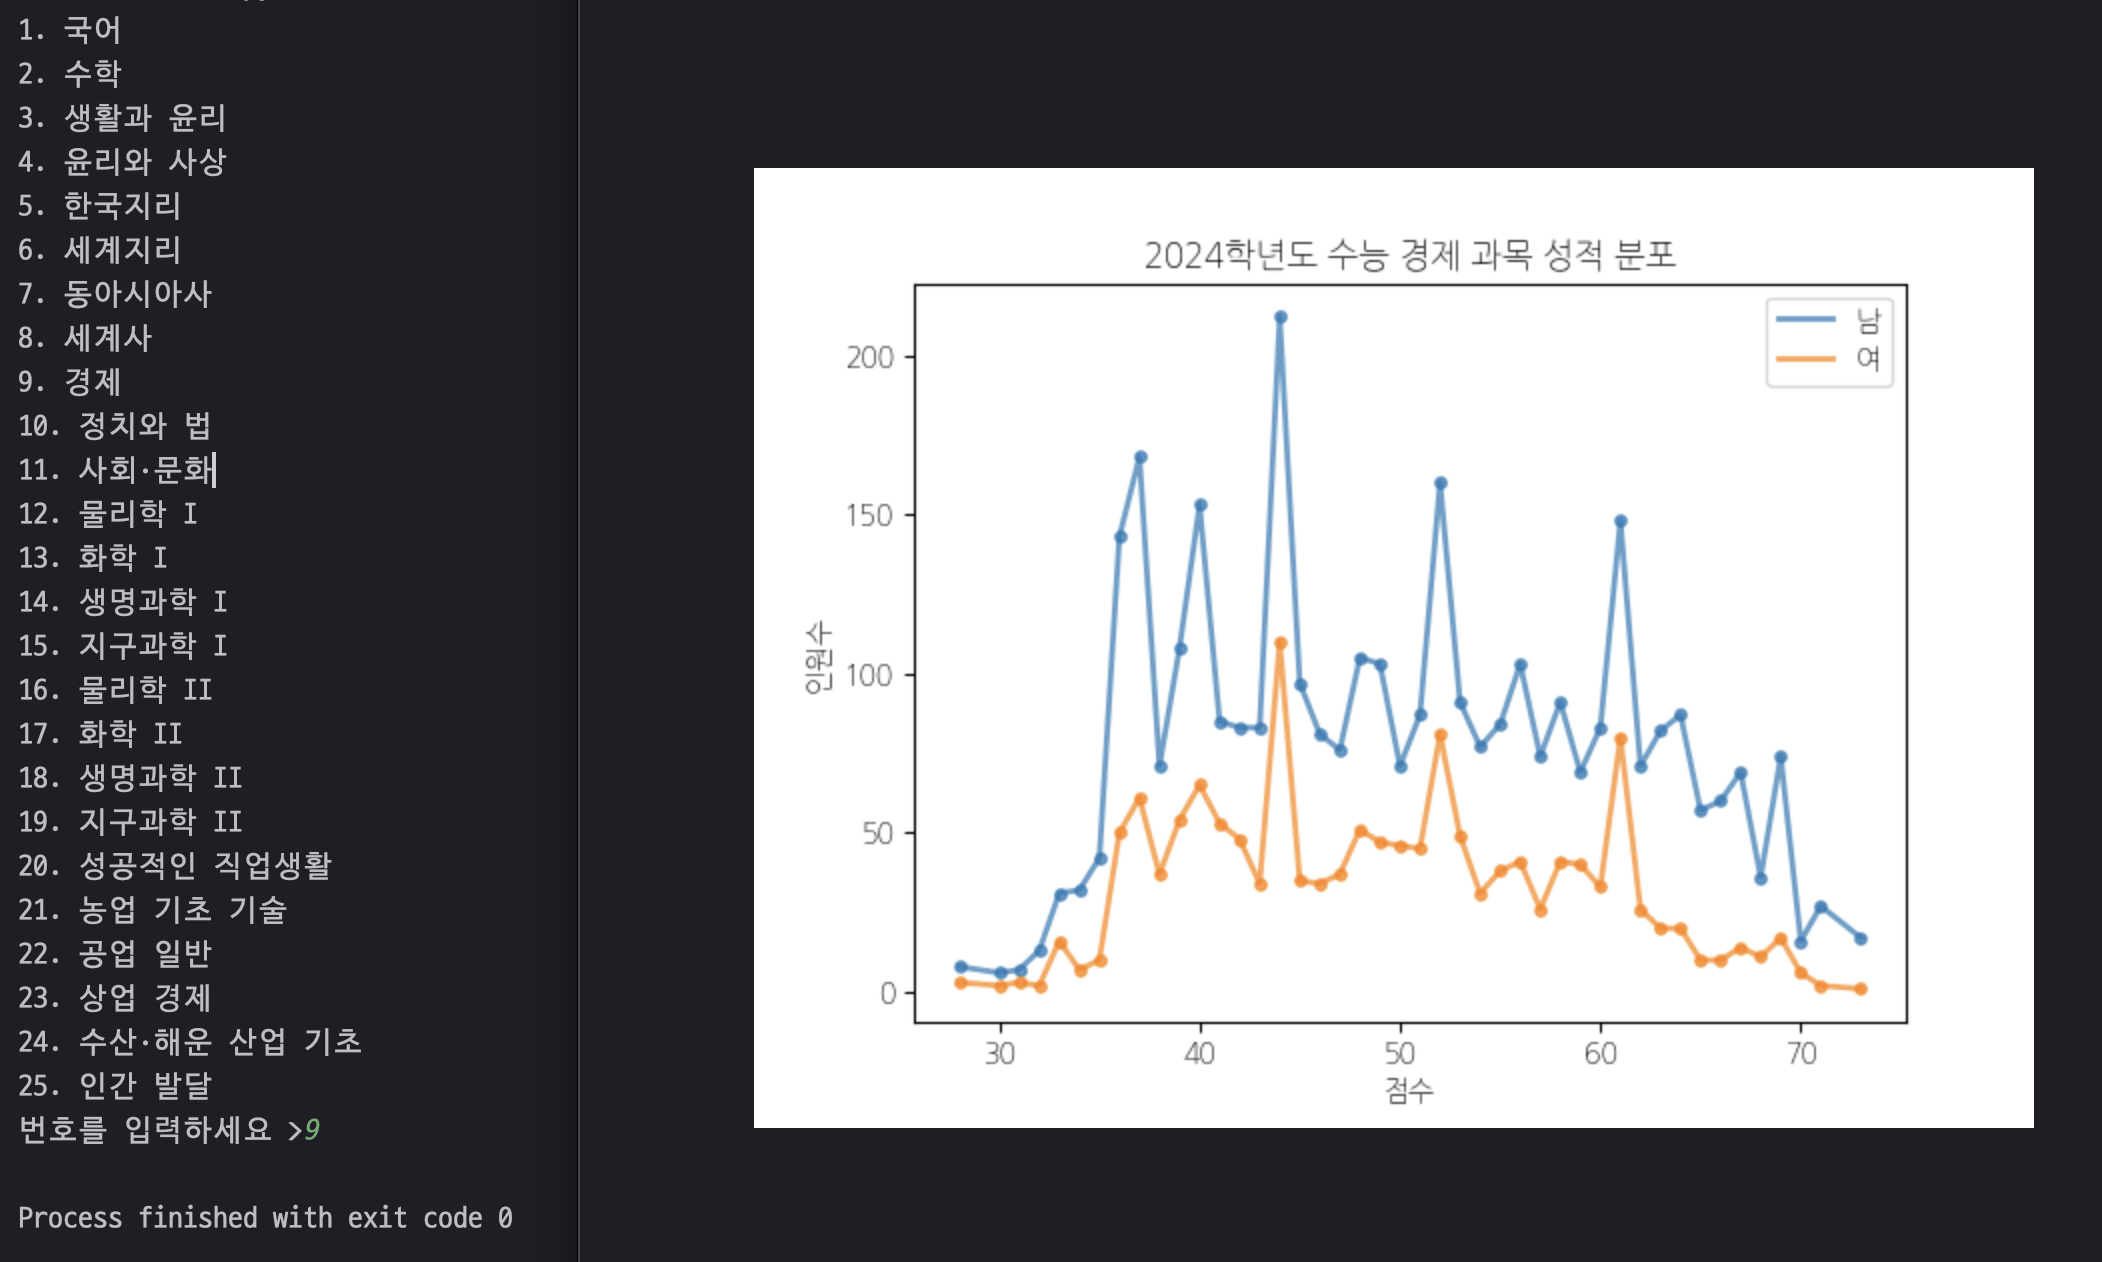 1. 국어
2. 수학
3. 생활과 윤리
4. 윤리와 사상
5. 한국지리
6. 세계지리
7. 동아시아사
8. 세계사
9. 경제
10. 정치와 법
11. 사회·문화
12. 물리학 I
13. 화학 I
14. 생명과학 I
15. 지구과학 I
16. 물리학 II
17. 화학 II
18. 생명과학 II
19. 지구과학 II
20. 성공적인 직업생활
21. 농업 기초 기술
22. 공업 일반
23. 상업 경제
24. 수산·해운 산업 기초
25. 인간 발달
번호를 입력하세요 >9
Process finished with exit code 0
2024학년도 수능 경제 과목 성적 분포
남
여
200
150
100
50
0
인원수
30 40 50 60 70
점수